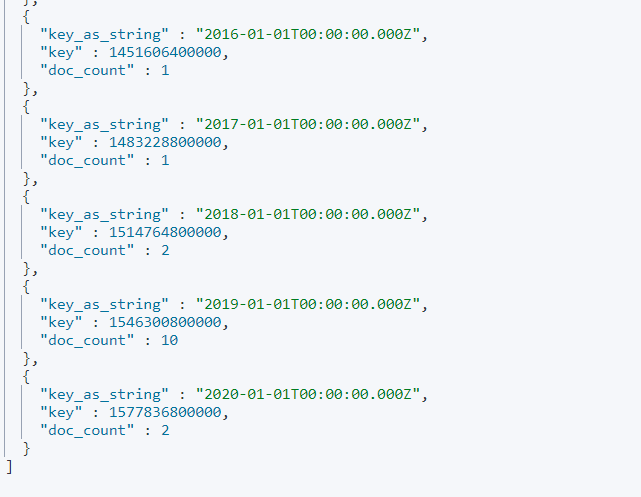 },
{
"key_as_string" : "2016-01-01T00:00:00.000Z",
"key" : 1451606400000,
"doc_count" : 1
},
{
"key_as_string" : "2017-01-01T00:00:00.000Z",
"key" : 1483228800000,
"doc_count" : 1
},
{
"key_as_string" : "2018-01-01T00:00:00.000Z",
"key" : 1514764800000,
"doc_count" : 2
},
{
"key_as_string" : "2019-01-01T00:00:00.000Z",
"key" : 1546300800000,
"doc_count" : 10
},
{
"key_as_string" : "2020-01-01T00:00:00.000Z",
"key" : 1577836800000,
"doc_count" : 2
}
]